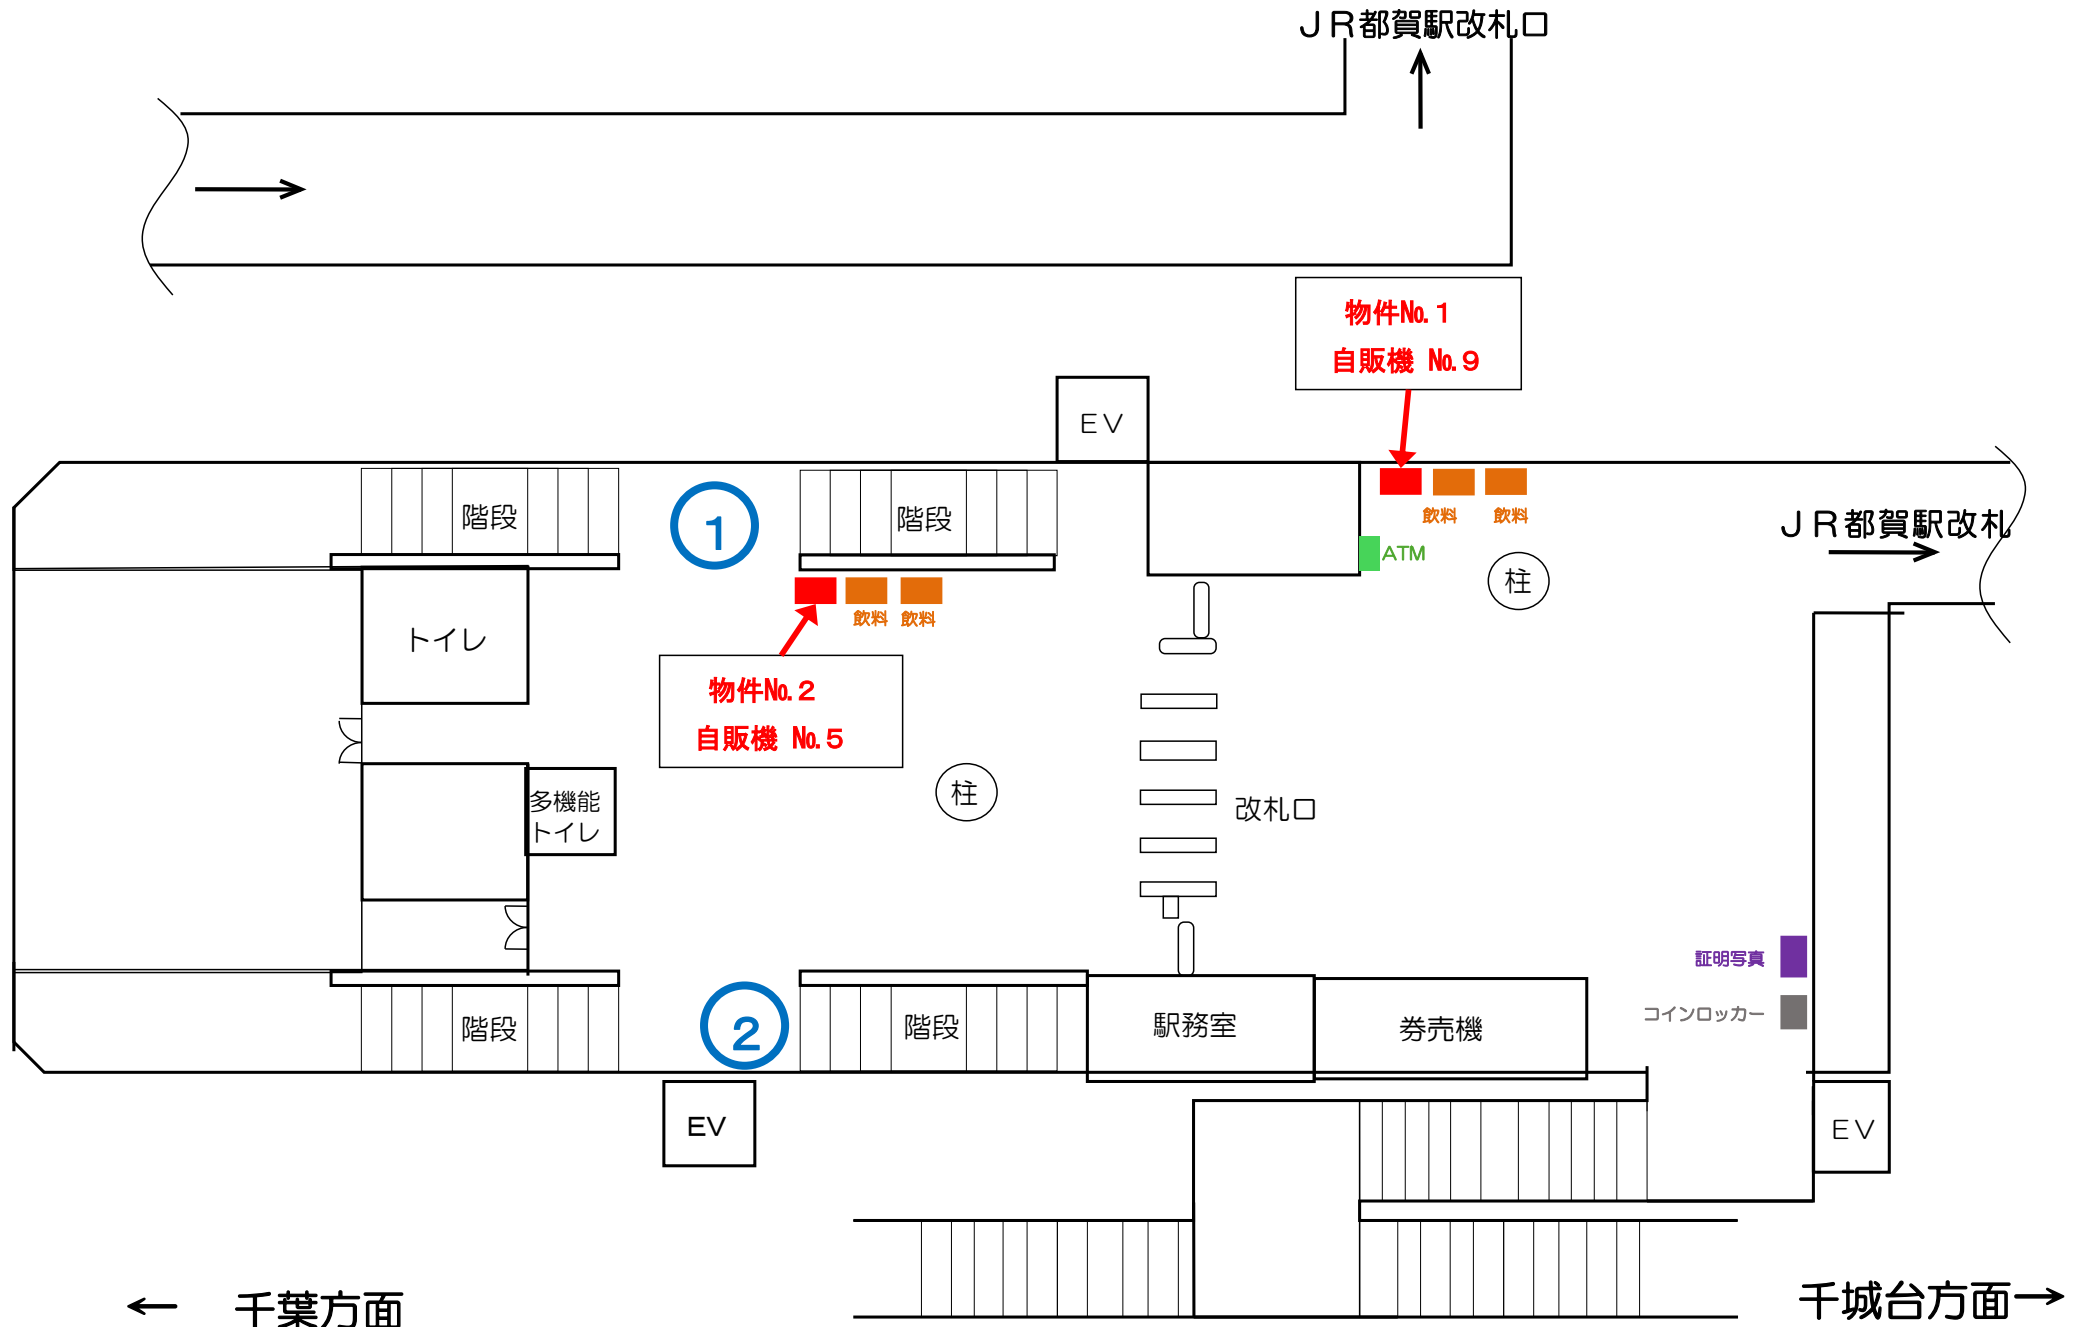 JR都賀駅改札口
物件№.1
自販機 №.9
EV
階段
1
階段
飲料
飲料
JR都賀駅改札
ATM
柱
飲料
飲料
トイレ
物件№.2
自販機 №.5
柱
多機能
トイレ
改札口
証明写真
コインロッカー
階段
2
階段
駅務室
券売機
EV
EV
千葉方面
千城台方面